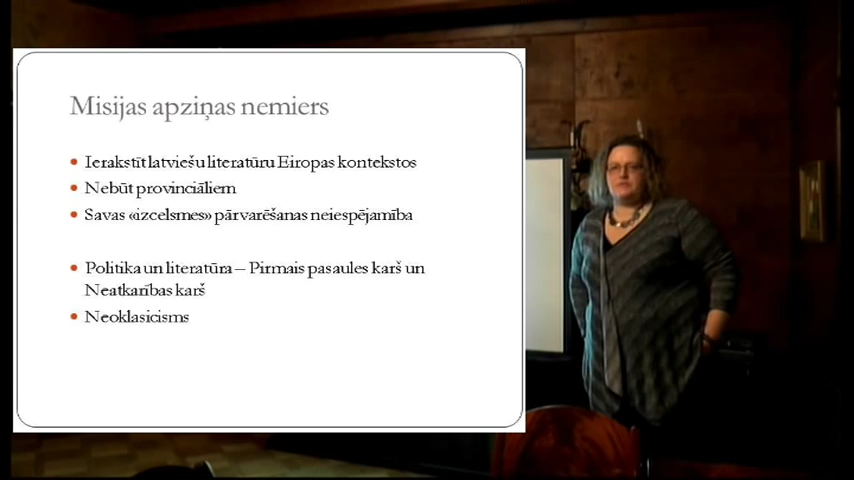 Misijas apziņas nemiers
Ierakstīt latviešu literatūru Eiropas kontekstos
Nebūt provinciāliem
Savas «izcelsmes» pārvarēšanas neiespējamība
Politika un literatūra – Pirmais pasaules karš un
Neatkarības karš
Neoklasicisms